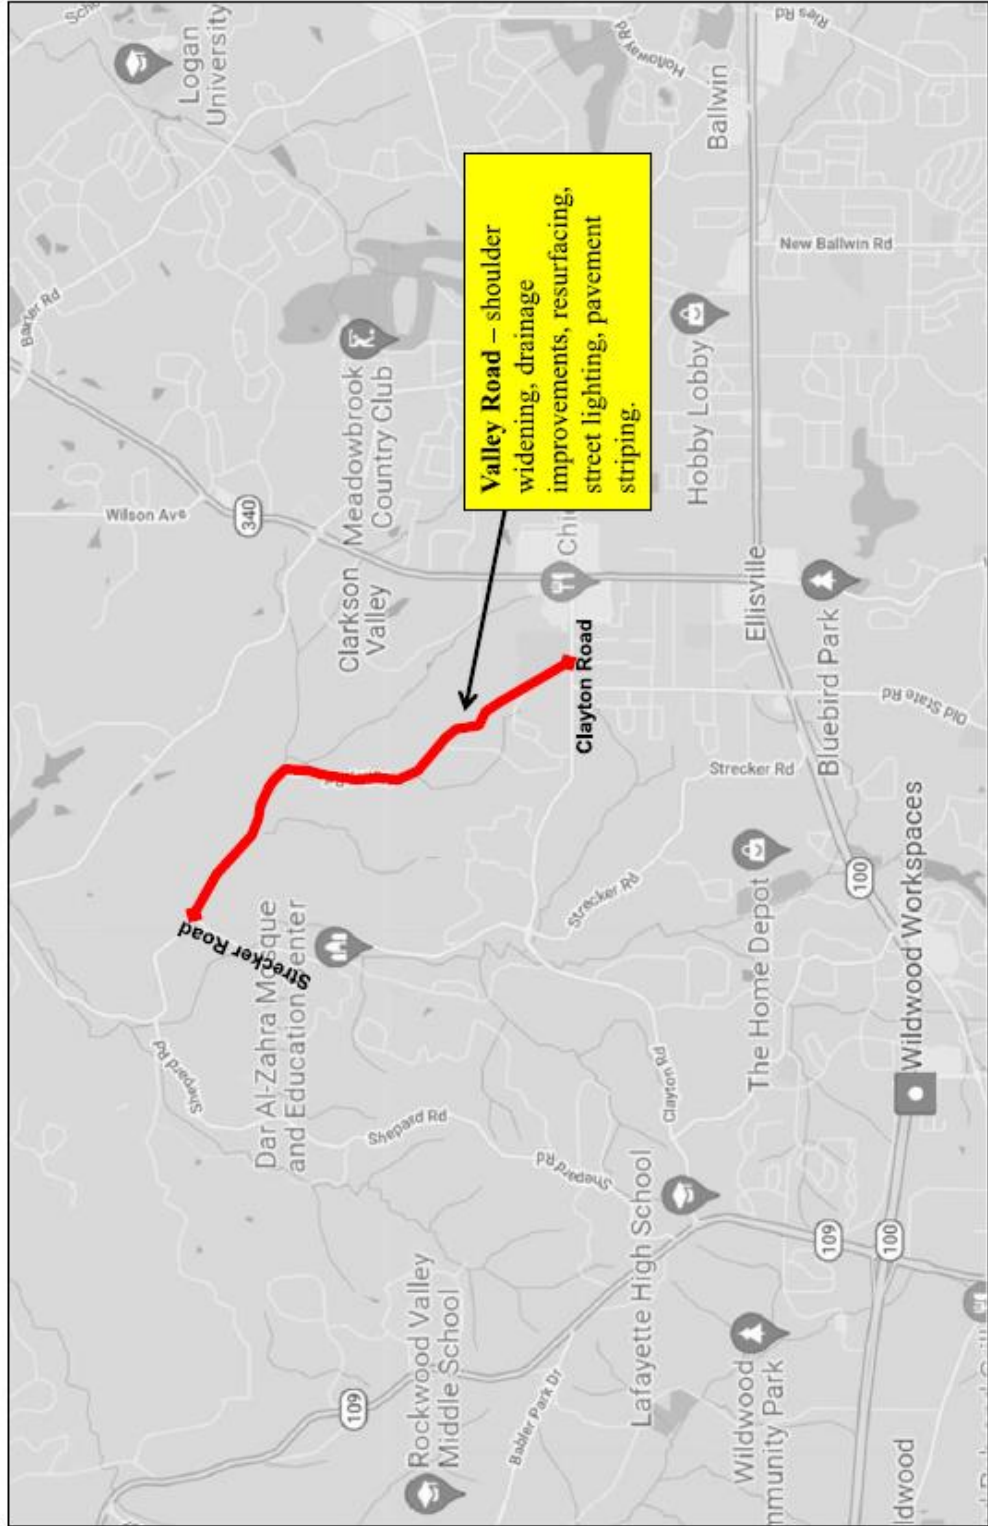 109
Rockwood Valley
Middle School
Babler Park Dr
Lafayette High School
Wildwood
mmunity Park
ldwood
109
100
Shepard Rd
Shepard Rd
Shepard Rd
Clayton Rd
Dar Al-Zahra Mosque
and Education Center
Strecker Road
Strecker Rd
Strecker Rd
The Home Depot
Wildwood Workspaces
100
Clayton Road
Old State Rd
Bluebird Park
Ellisville
Wilson Ave
340
Baxter Rd
Clarkson
Valley
Meadowbrook
Country Club
Valley Road – shoulder
widening, drainage
improvements, resurfacing,
street lighting, pavement
striping.
Chic
Hobby Lobby
New Ballwin Rd
Logan
University
Scho
Holloway Rd
Ries Rd
Ballwin